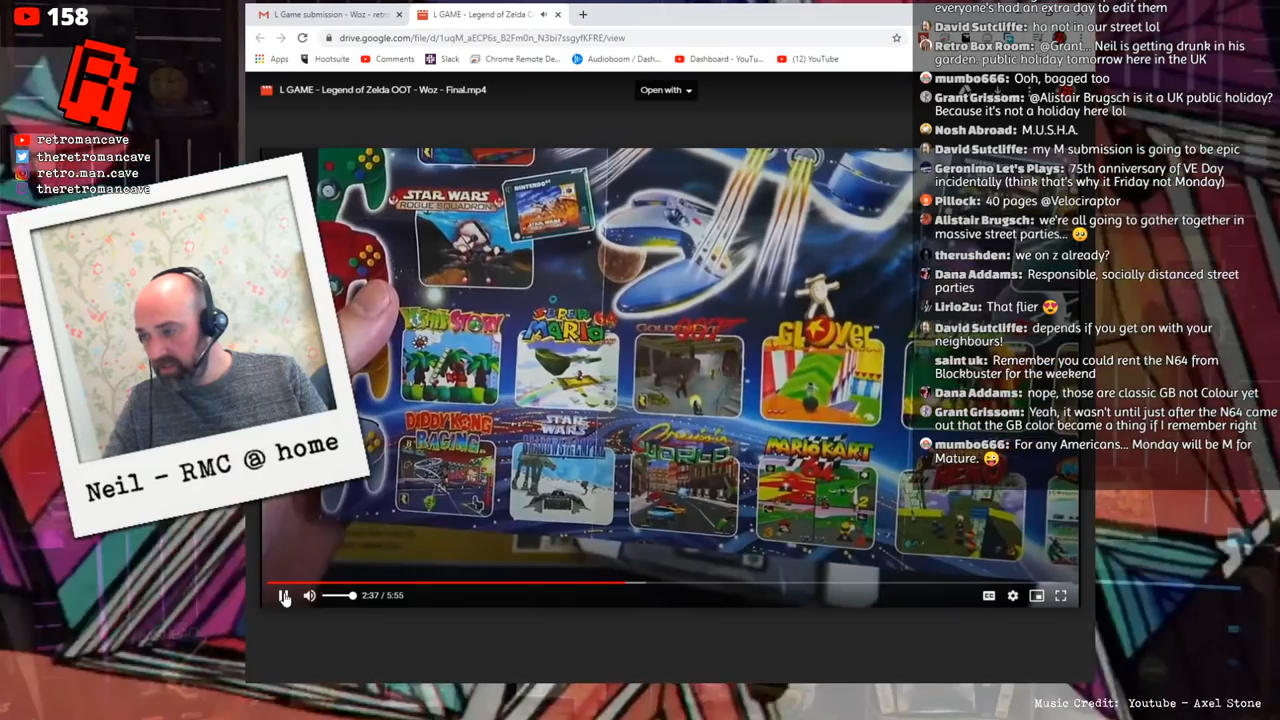 158
retromancave
theretromancave
retro.man.cave
theretromancave
Neil - RMC @ home
L Game submission - Woz - retro
L GAME - Legend of Zelda O
drive.google.com/file/d/1uqM_aECP6s_B2Fm0n_N3bi7ssgyfKFRE/view
Apps
Hootsuite
Comments
Slack
Chrome Remote De...
Audioboom / Dash...
Dashboard - YouTu...
(12) YouTube
L GAME - Legend of Zelda OOT - Woz - Final.mp4
Open with
STAR WARS
ROGUE SQUADRON
NINTENDO 64
YOSHI'S STORY
SUPER MARIO 64
GOLDENEYE 007
GLOVER
DIDDY KONG RACING
STAR WARS
MARIO KART
2:37 / 5:55
everyones had an extra day to edit them
David Sutcliffe: ha not in our street lol
Retro Box Room: @Grant... Neil is getting drunk in his
garden, public holiday tomorrow here in the UK
mumbo666: Ooh, bagged too
Grant Grissom: @Alistair Brugsch is it a UK public holiday?
Because it's not a holiday here lol
Nosh Abroad: M.U.S.H.A.
David Sutcliffe: my M submission is going to be epic
Geronimo Let's Plays: 75th anniversary of VE Day
incidentally (think that's why it Friday not Monday)
Pillock: 40 pages @Velociraptor
Alistair Brugsch: we're all going to gather together in
massive street parties... 🥺
therushden: we on z already?
Dana Addams: Responsible, socially distanced street
parties
Lirio2u: That flier 😍
David Sutcliffe: depends if you get on with your
neighbours!
saint uk: Remember you could rent the N64 from
Blockbuster for the weekend
Dana Addams: nope, those are classic GB not Colour yet
Grant Grissom: Yeah, it wasn't until just after the N64 came
out that the GB color became a thing if I remember right
mumbo666: For any Americans... Monday will be M for
Mature. 😜
Music Credit: Youtube - Axel Stone